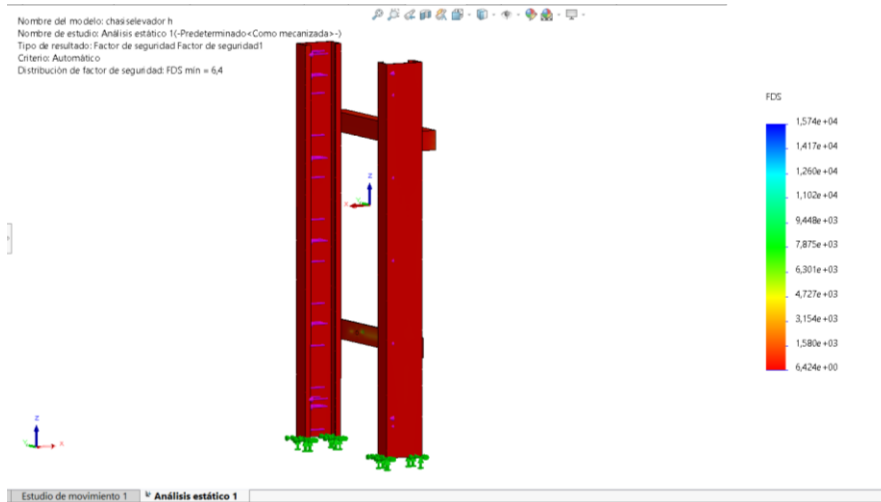 Nombre del modelo: chasiselevador h
Nombre de estudio: Análisis estático 1(-Predeterminado<Como mecanizada>-)
Tipo de resultado: Factor de seguridad Factor de seguridad1
Criterio: Automático
Distribución de factor de seguridad: FDS mín = 6,4
FDS
1,574e+04
1,417e+04
1,260e+04
1,102e+04
9,448e+03
7,875e+03
6,301e+03
4,727e+03
3,154e+03
1,580e+03
6,424e+00
Z
X
Z
X
Estudio de movimiento 1
Análisis estático 1